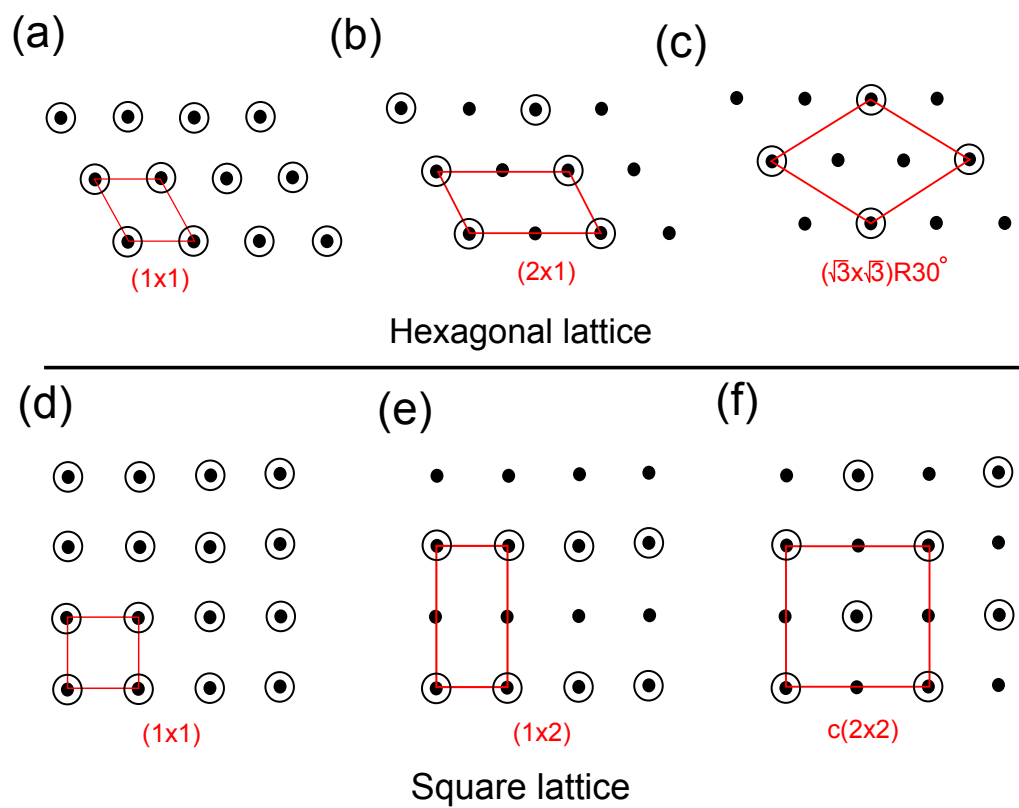 (a)
(b)
(c)
(1x1)
(2x1)
(√3x√3)R30°
Hexagonal lattice
(d)
(e)
(f)
(1x1)
(1x2)
c(2x2)
Square lattice